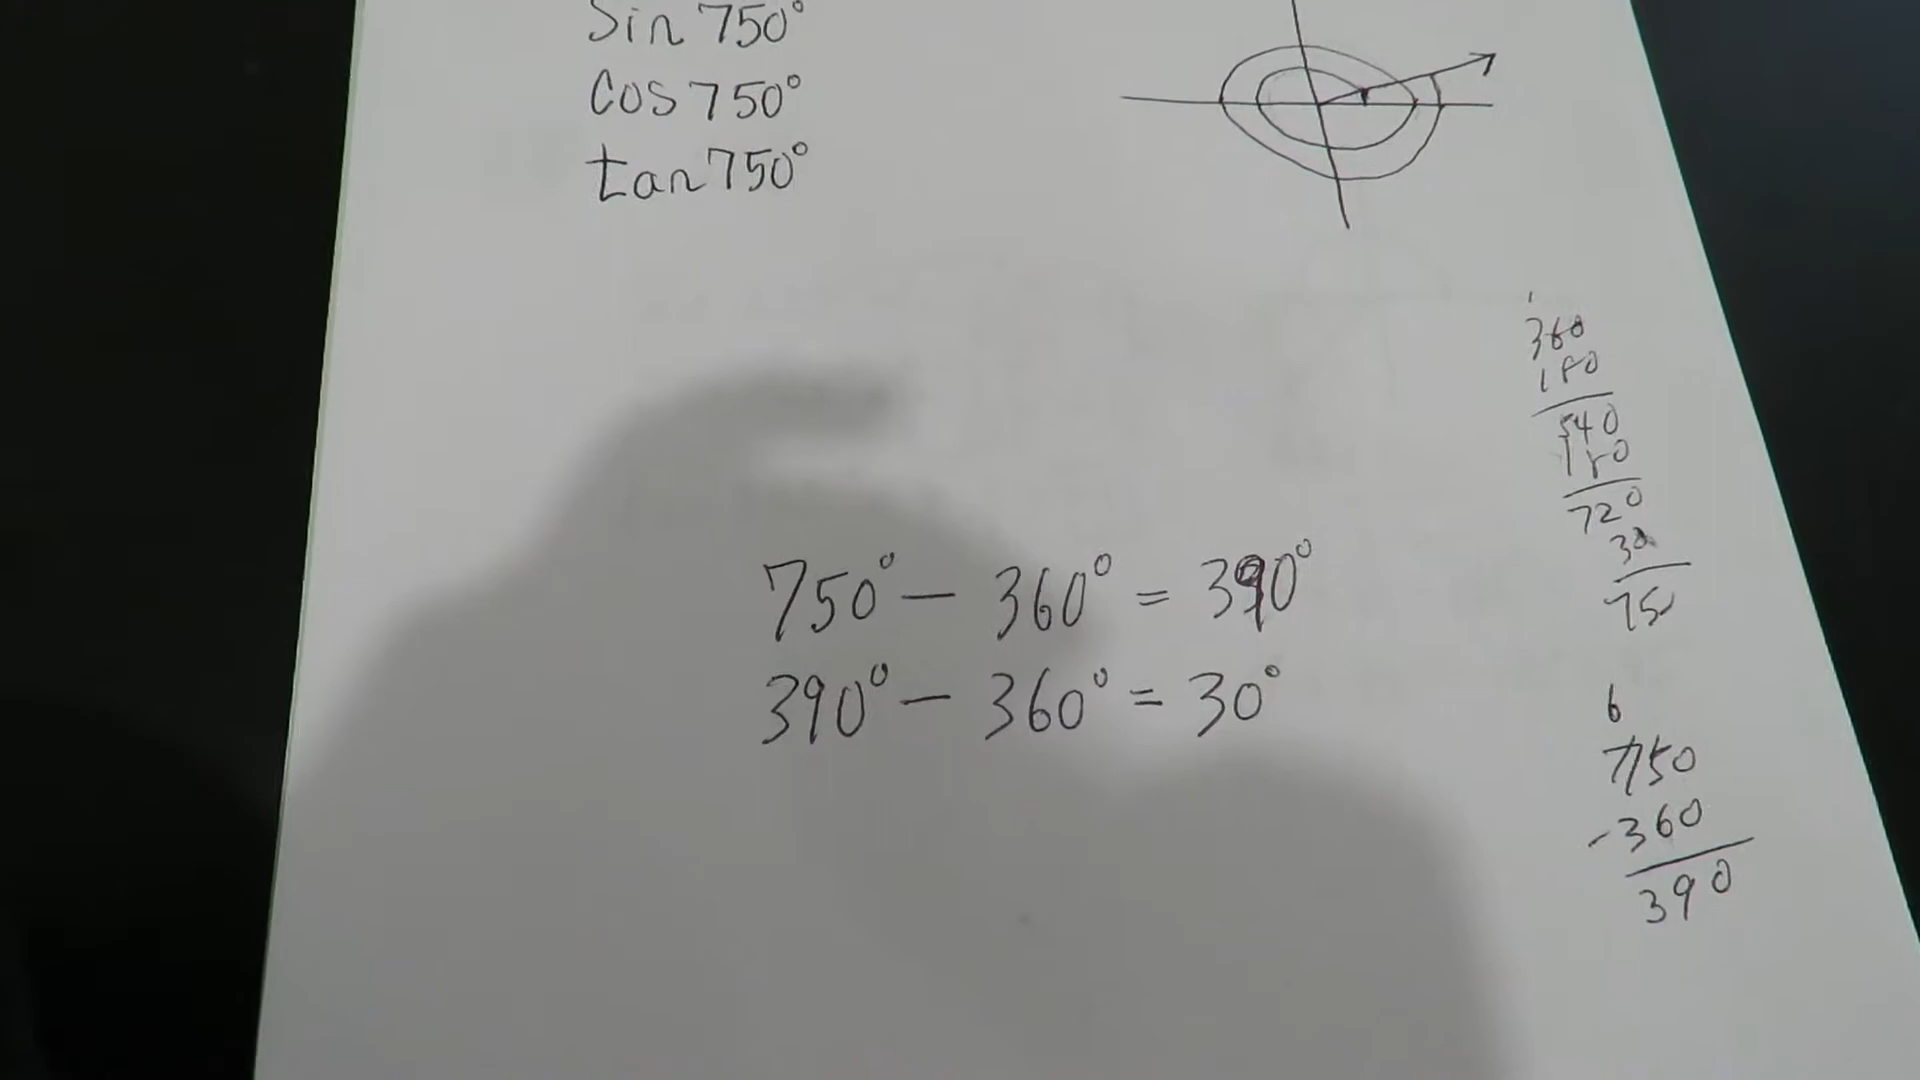 Sin 750°
Cos 750°
tan 750°
1
360
180
540
180
720
30
750° − 360° = 390°
390° − 360° = 30°
6
750
-360
390